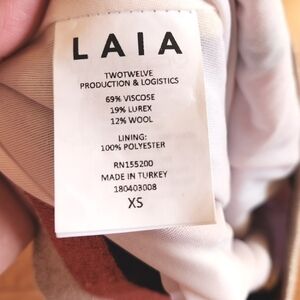 LAIA
TWOTWELVE
PRODUCTION & LOGISTICS
69% VISCOSE
19% LUREX
12% WOOL
LINING:
100% POLYESTER
RN155200
MADE IN TURKEY
180403008
XS